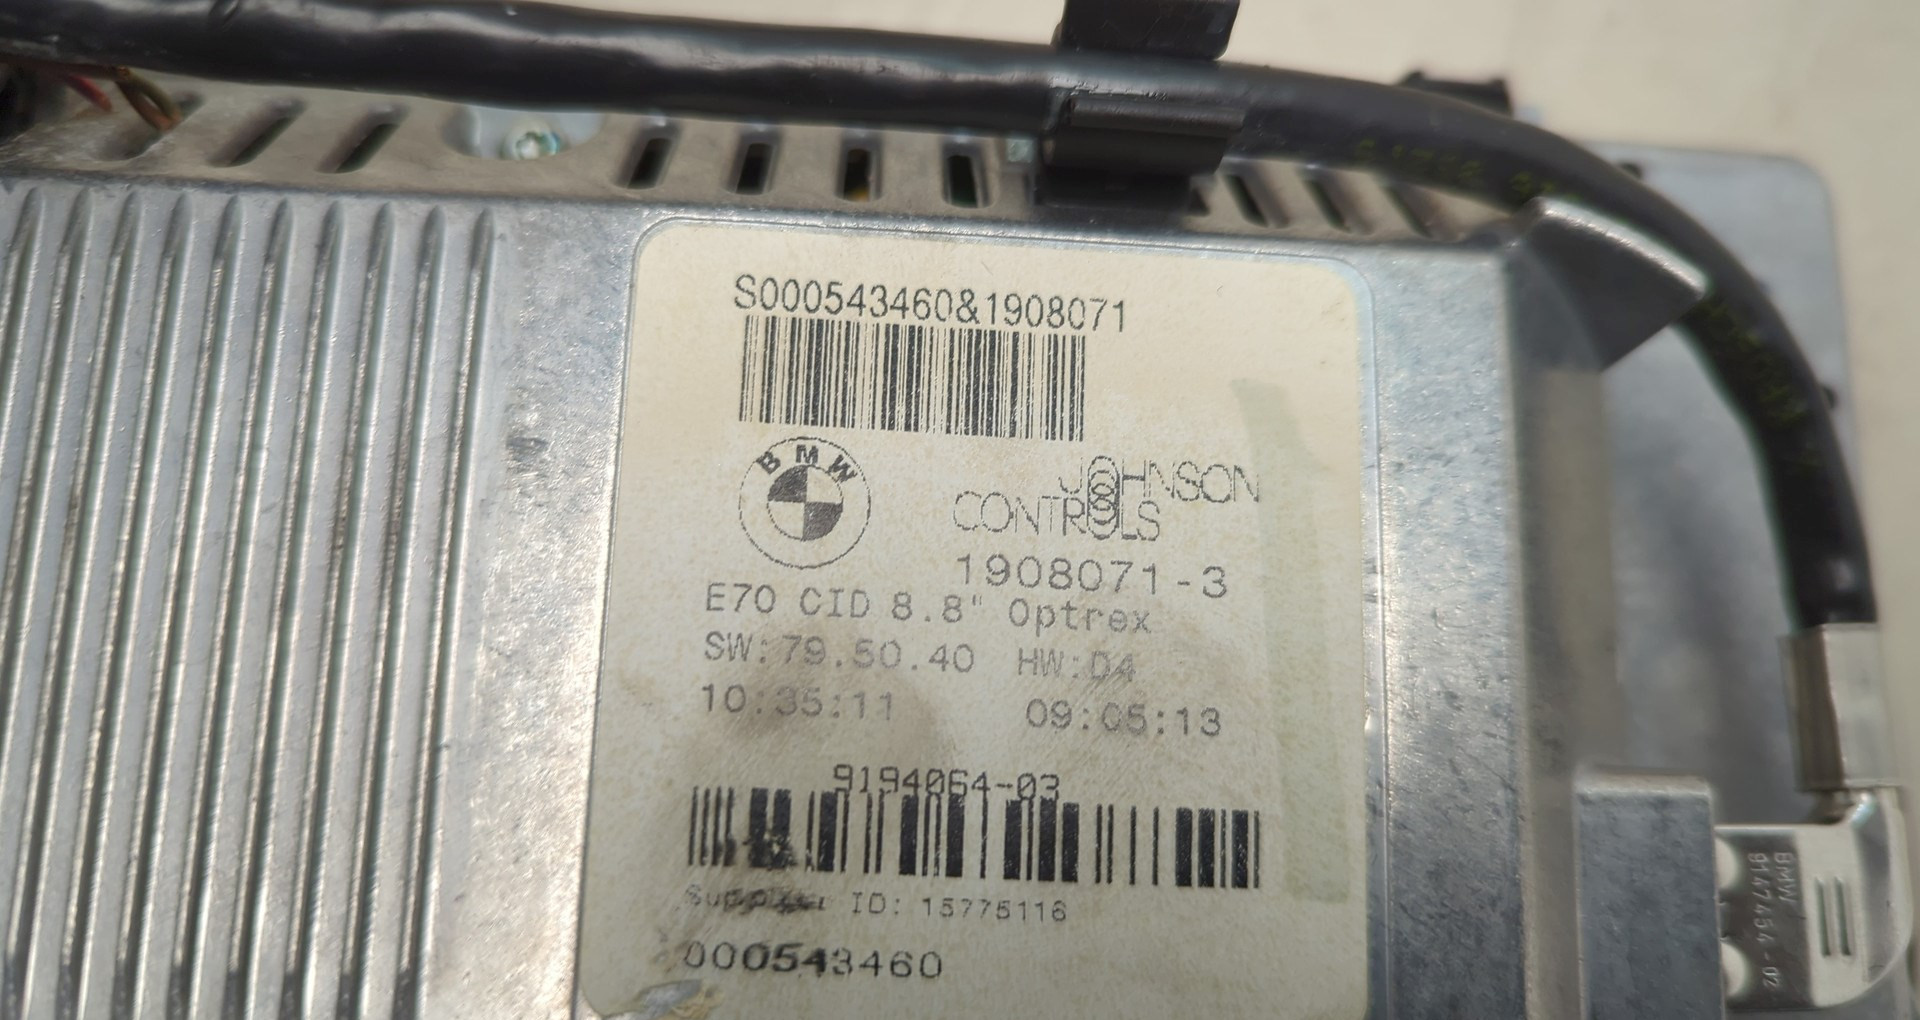 S000543460&1908071
BMW
JOHNSON
CONTROLS
1908071-3
E70 CID 8.8" Optrex
SW:79.50.40 HW:D4
10:35:11 09:05:13
9194064-03
Supplier ID: 15775116
000543460
BMW
9147454-02